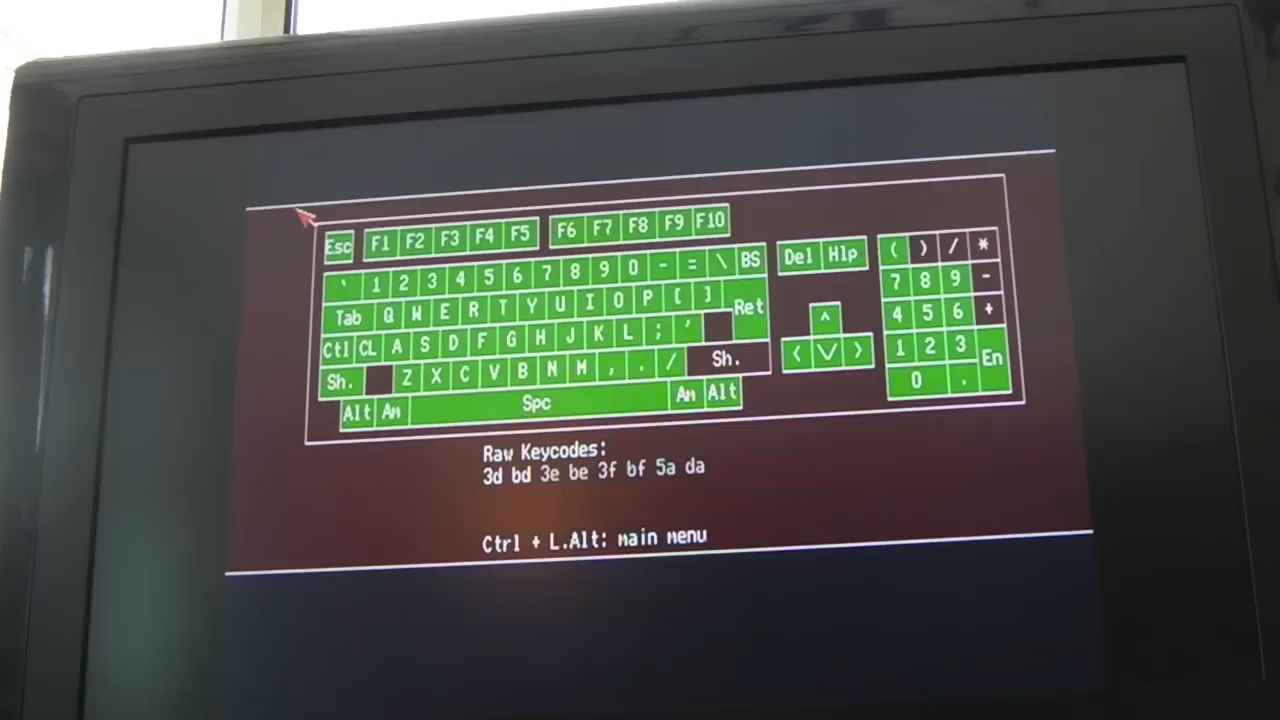 Esc F1 F2 F3 F4 F5 F6 F7 F8 F9 F10
` 1 2 3 4 5 6 7 8 9 0 - = \ BS Del Hlp ( ) / *
Tab Q W E R T Y U I O P [ ] Ret 7 8 9 -
Ctl CL A S D F G H J K L ; ' ^ 4 5 6 +
Sh. Z X C V B N M , . / Sh. < V > 1 2 3 En
Alt Am Spc Am Alt 0 .
Raw Keycodes:
3d bd 3e be 3f bf 5a da
Ctrl + L.Alt: main menu